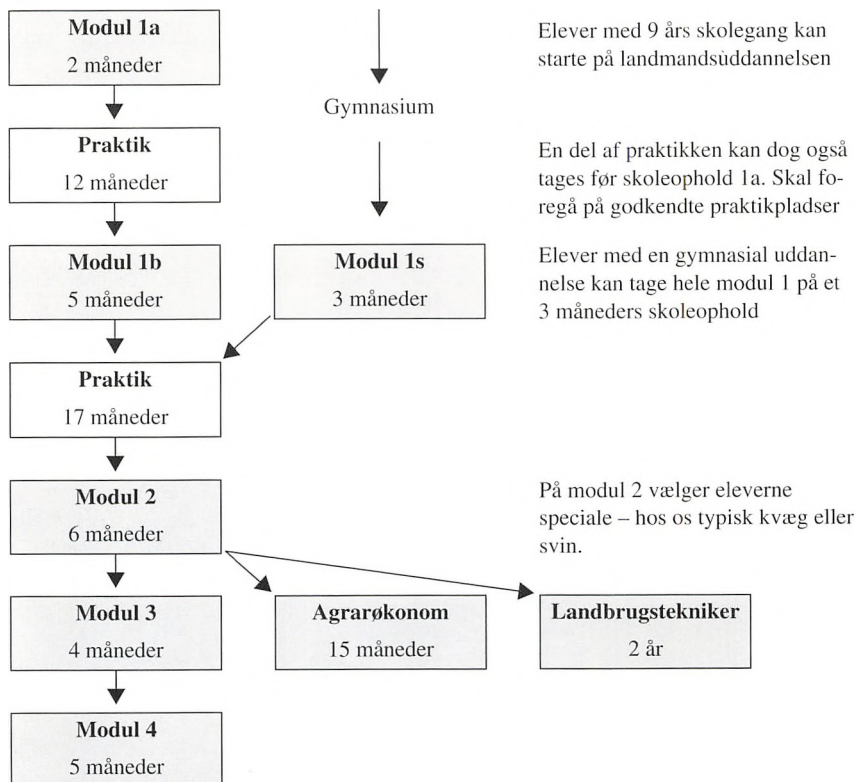 Modul 1a
2 måneder
Elever med 9 års skolegang kan
starte på landmandsuddannelsen
Gymnasium
Praktik
12 måneder
En del af praktikken kan dog også
tages før skoleophold 1a. Skal fo-
regå på godkendte praktikpladser
Modul 1b
5 måneder
Modul 1s
3 måneder
Elever med en gymnasial uddan-
nelse kan tage hele modul 1 på et
3 måneders skoleophold
Praktik
17 måneder
Modul 2
6 måneder
På modul 2 vælger eleverne
speciale – hos os typisk kvæg eller
svin.
Modul 3
4 måneder
Agrarøkonom
15 måneder
Landbrugstekniker
2 år
Modul 4
5 måneder